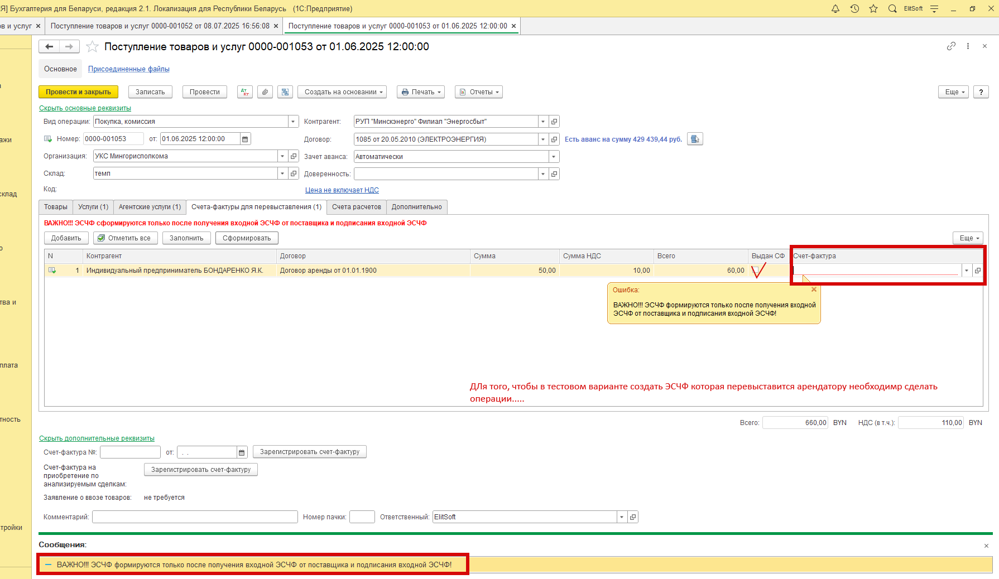 Я] Бухгалтерия для Беларуси, редакция 2.1. Локализация для Республики Беларусь (1С:Предприятие)
ElitSoft
в и услуг × Поступление товаров и услуг 0000-001052 от 08.07.2025 16:56:08 × Поступление товаров и услуг 0000-001053 от 01.06.2025 12:00:00 ×
Поступление товаров и услуг 0000-001053 от 01.06.2025 12:00:00
Основное Присоединенные файлы
Провести и закрыть Записать Провести Дт Кт Создать на основании Печать Отчеты Еще ?
Скрыть основные реквизиты
Вид операции: Покупка, комиссия Контрагент: РУП "Минскэнерго" Филиал "Энергосбыт"
Номер: 0000-001053 от: 01.06.2025 12:00:00 Договор: 1085 от 20.05.2010 (ЭЛЕКТРОЭНЕРГИЯ) Есть аванс на сумму 429 439,44 руб.
ажи
Организация: УКС Мингорисполкома Зачет аванса: Автоматически
Склад: темп Доверенность:
Код: Цена не включает НДС
склад
Товары Услуги (1) Агентские услуги (1) Счета-фактуры для перевыставления (1) Счета расчетов Дополнительно
ВАЖНО!!! ЭСЧФ сформируются только после получения входной ЭСЧФ от поставщика и подписания входной ЭСЧФ
Добавить Отметить все Заполнить Сформировать Еще
N Контрагент Договор Сумма Сумма НДС Всего Выдан СФ Счет-фактура
1 Индивидуальный предприниматель БОНДАРЕНКО Я.К. Договор аренды от 01.01.1900 50,00 10,00 60,00
Ошибка:
ВАЖНО!!! ЭСЧФ формируются только после получения входной
ЭСЧФ от поставщика и подписания входной ЭСЧФ!
тва и
плата
ДЛя того, чтобы в тестовом варианте создать ЭСЧФ которая перевыставится арендатору необходимр сделать
операции.....
тность
Всего: 660,00 BYN НДС (в т.ч.): 110,00 BYN
Скрыть дополнительные реквизиты
Счет-фактура №: от: . . Зарегистрировать счет-фактуру
Счет-фактура на
приобретение по
анализируемым сделкам:
Зарегистрировать счет-фактуру
Заявление о ввозе товаров: не требуется
Комментарий: Номер пачки: Ответственный: ElitSoft
стройки
Сообщения:
ВАЖНО!!! ЭСЧФ формируются только после получения входной ЭСЧФ от поставщика и подписания входной ЭСЧФ!